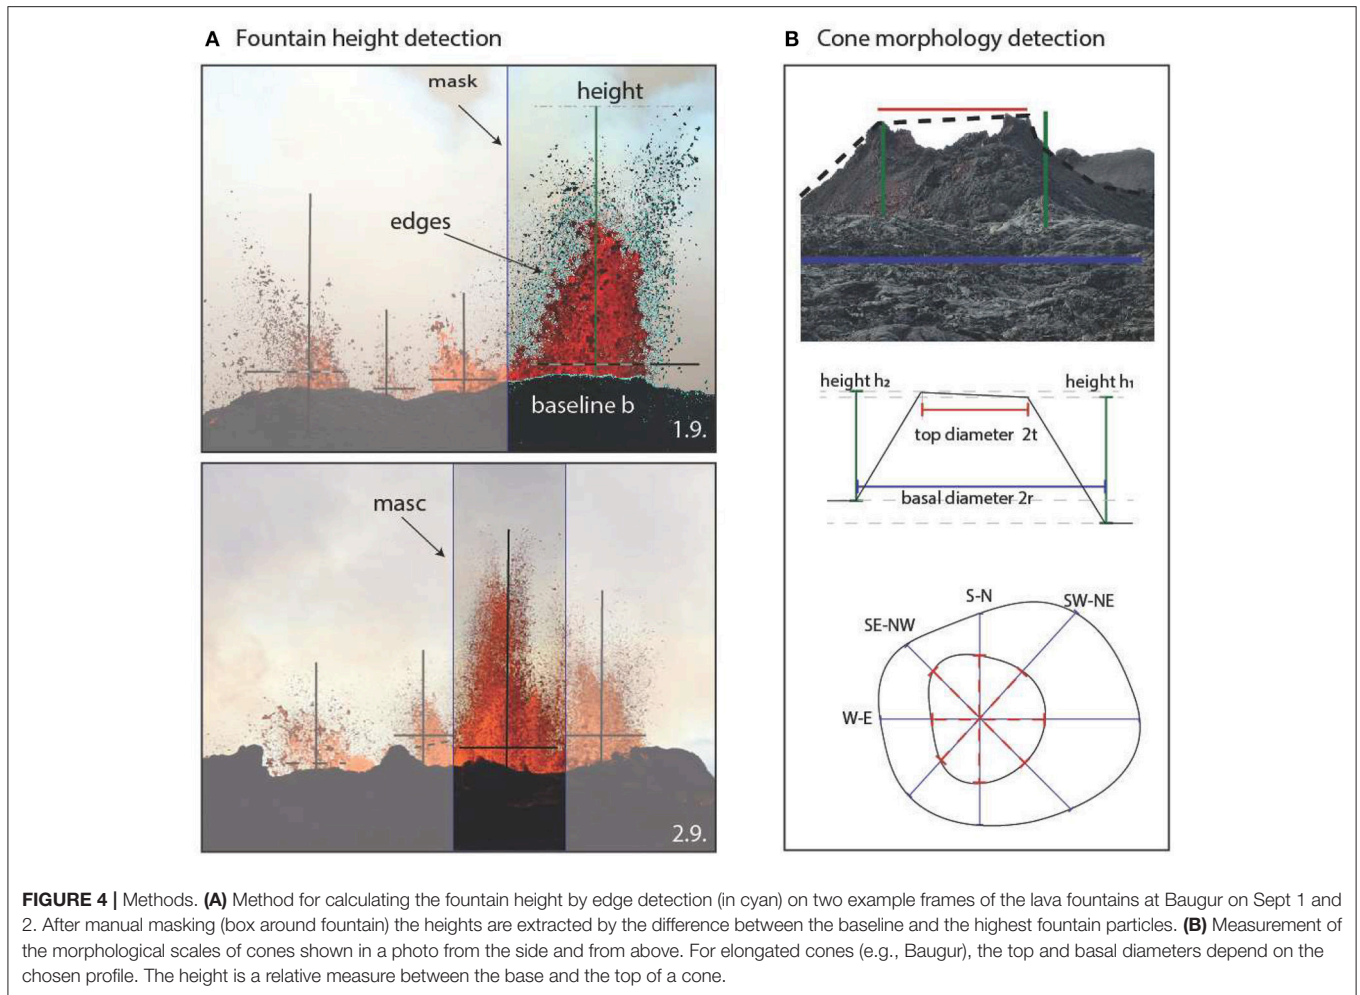 A Fountain height detection
mask
height
edges
baseline b
1.9.
masc
2.9.
B Cone morphology detection
height h₂
height h₁
top diameter 2t
basal diameter 2r
S-N
SW-NE
SE-NW
W-E
FIGURE 4 | Methods. (A) Method for calculating the fountain height by edge detection (in cyan) on two example frames of the lava fountains at Baugur on Sept 1 and
2. After manual masking (box around fountain) the heights are extracted by the difference between the baseline and the highest fountain particles. (B) Measurement of
the morphological scales of cones shown in a photo from the side and from above. For elongated cones (e.g., Baugur), the top and basal diameters depend on the
chosen profile. The height is a relative measure between the base and the top of a cone.